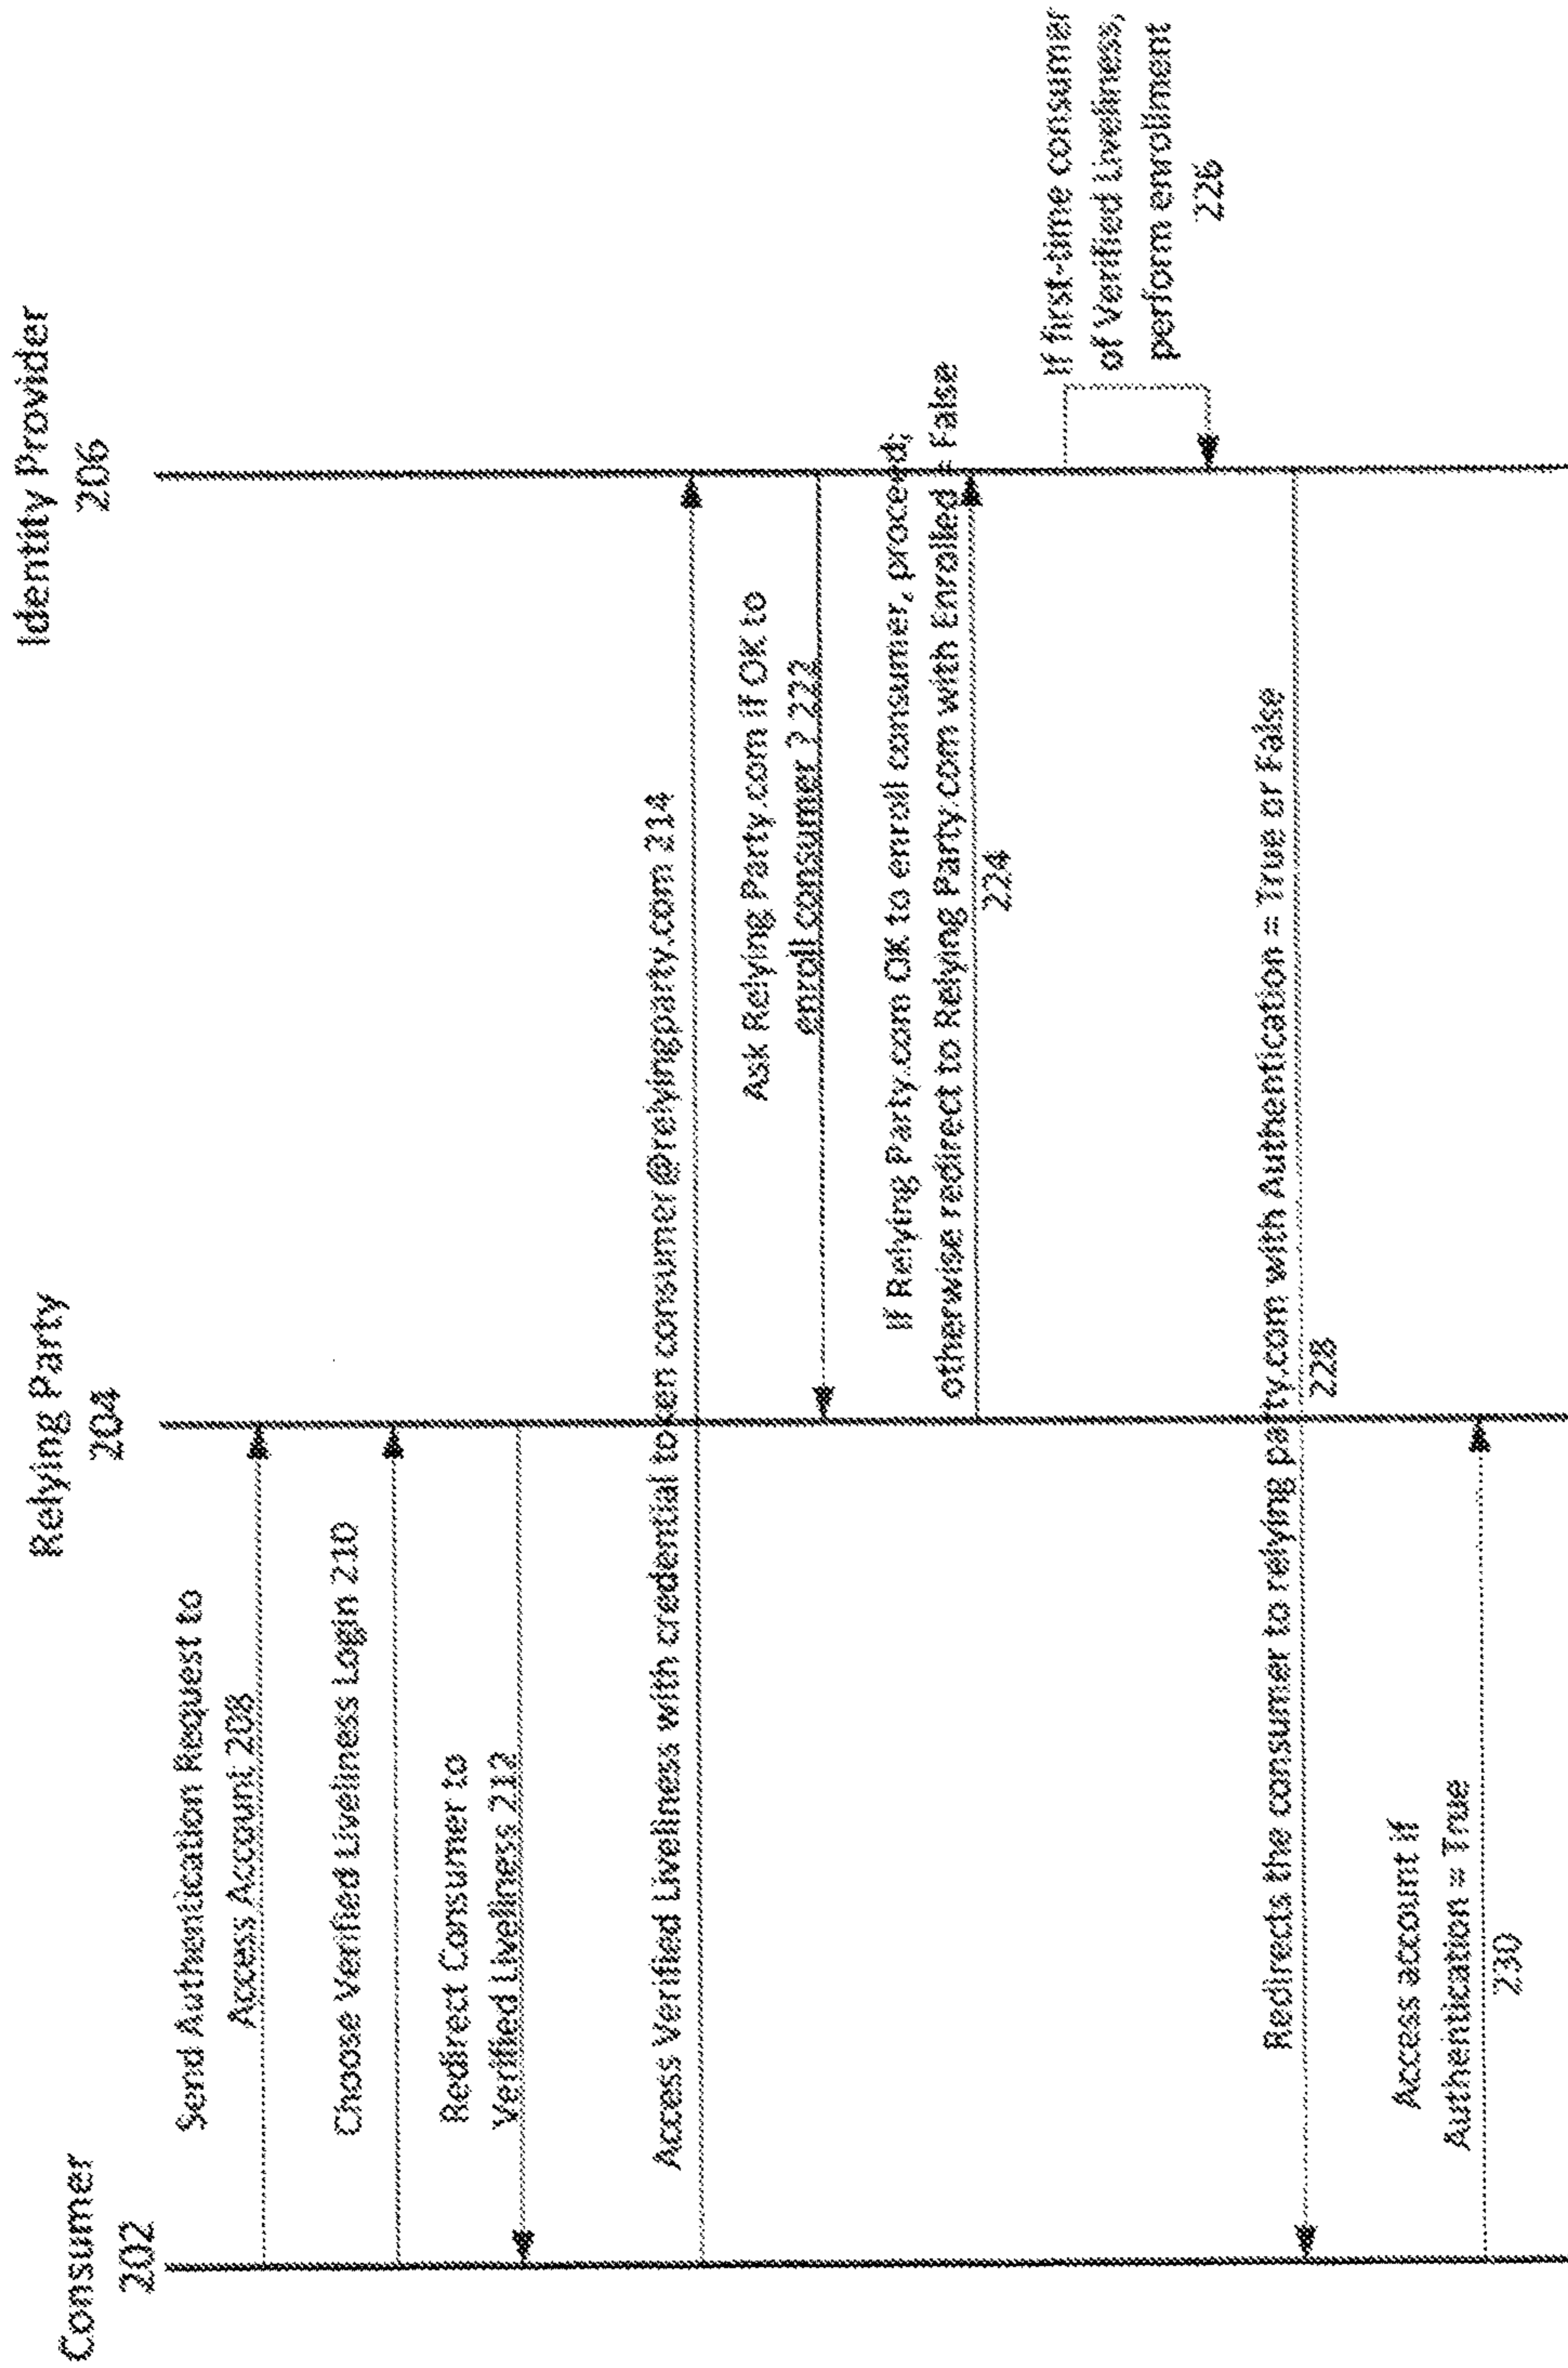 Consumer
202
Relying Party
204
Identity Provider
206
Send Authentication Request to
Access Account 208
Choose Verified Liveliness Login 210
Redirect Consumer to
Verified Liveliness 212
Access Verified Liveliness with credential token consumer@relyingparty.com 214
Ask Relying Party.com if OK to
enroll consumer ? 222
If Relying Party.com OK to enroll consumer, proceed;
otherwise redirect to Relying Party.com with Enrolled = False
224
If first-time consumer
of Verified Liveliness,
perform enrollment
226
Redirects the consumer to relying party.com with Authentication = True or False
228
Access account if
Authentication = True
230